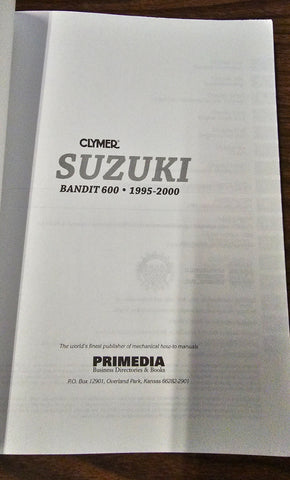 CLYMER
SUZUKI
BANDIT 600 • 1995-2000
The world's finest publisher of mechanical how-to manuals
PRIMEDIA
Business Directories & Books
P.O. Box 12901, Overland Park, Kansas 66282-2901